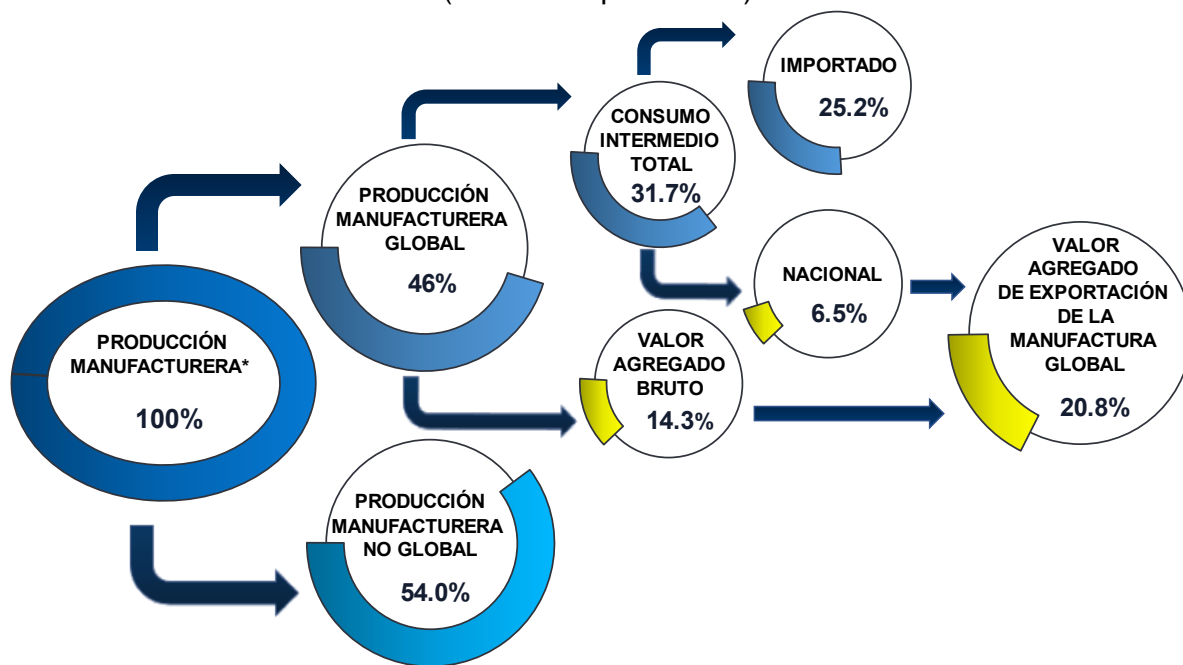 IMPORTADO
25.2%
CONSUMO
INTERMEDIO
TOTAL
31.7%
PRODUCCIÓN
MANUFACTURERA
GLOBAL
46%
NACIONAL
6.5%
VALOR
AGREGADO
DE EXPORTACIÓN
DE LA
MANUFACTURA
GLOBAL
20.8%
PRODUCCIÓN
MANUFACTURERA*
100%
VALOR
AGREGADO
BRUTO
14.3%
PRODUCCIÓN
MANUFACTURERA
NO GLOBAL
54.0%